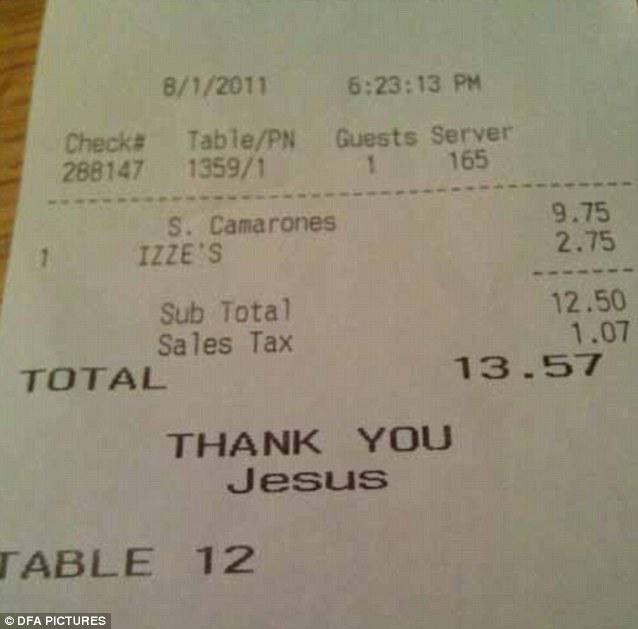 8/1/2011 6:23:13 PM
Check# Table/PN Guests Server
288147 1359/1 1 165
S. Camarones 9.75
1 IZZE'S 2.75
Sub Total 12.50
Sales Tax 1.07
TOTAL 13.57
THANK YOU
Jesus
TABLE 12
© DFA PICTURES